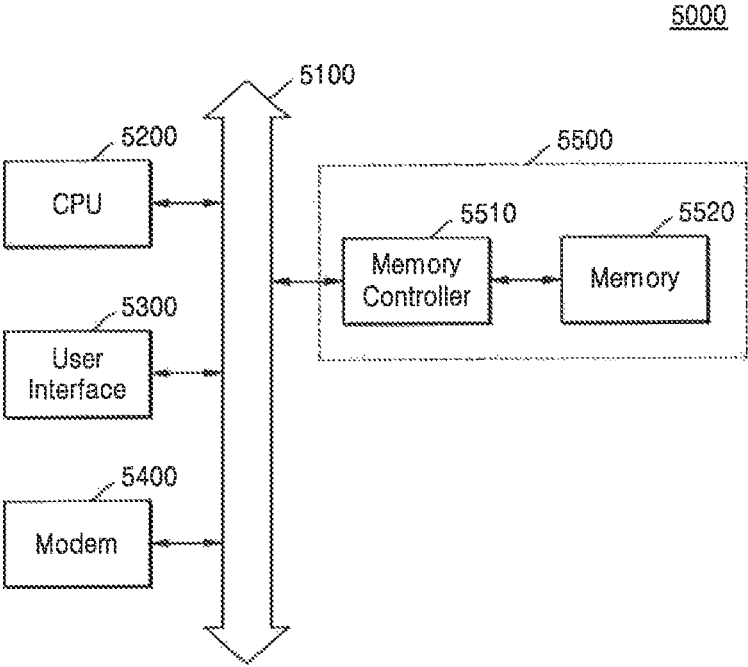 5000
5100
5200
CPU
5500
5510
Memory
Controller
5520
Memory
5300
User
Interface
5400
Modem